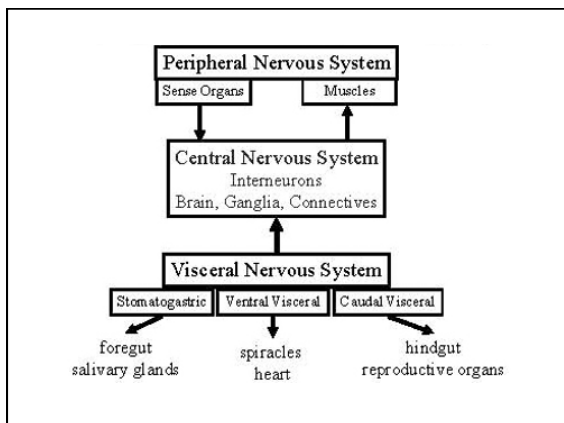 Peripheral Nervous System
Sense Organs
Muscles
Central Nervous System
Interneurons
Brain, Ganglia, Connectives
Visceral Nervous System
Stomatogastric
Ventral Visceral
Caudal Visceral
foregut
salivary glands
spiracles
heart
hindgut
reproductive organs